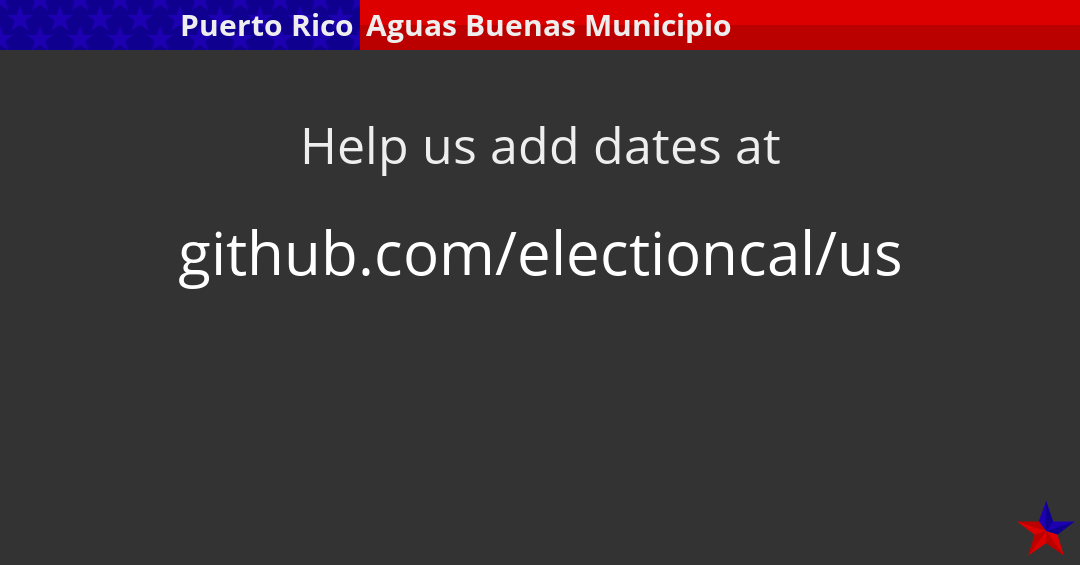 Puerto Rico Aguas Buenas Municipio
Help us add dates at
github.com/electioncal/us